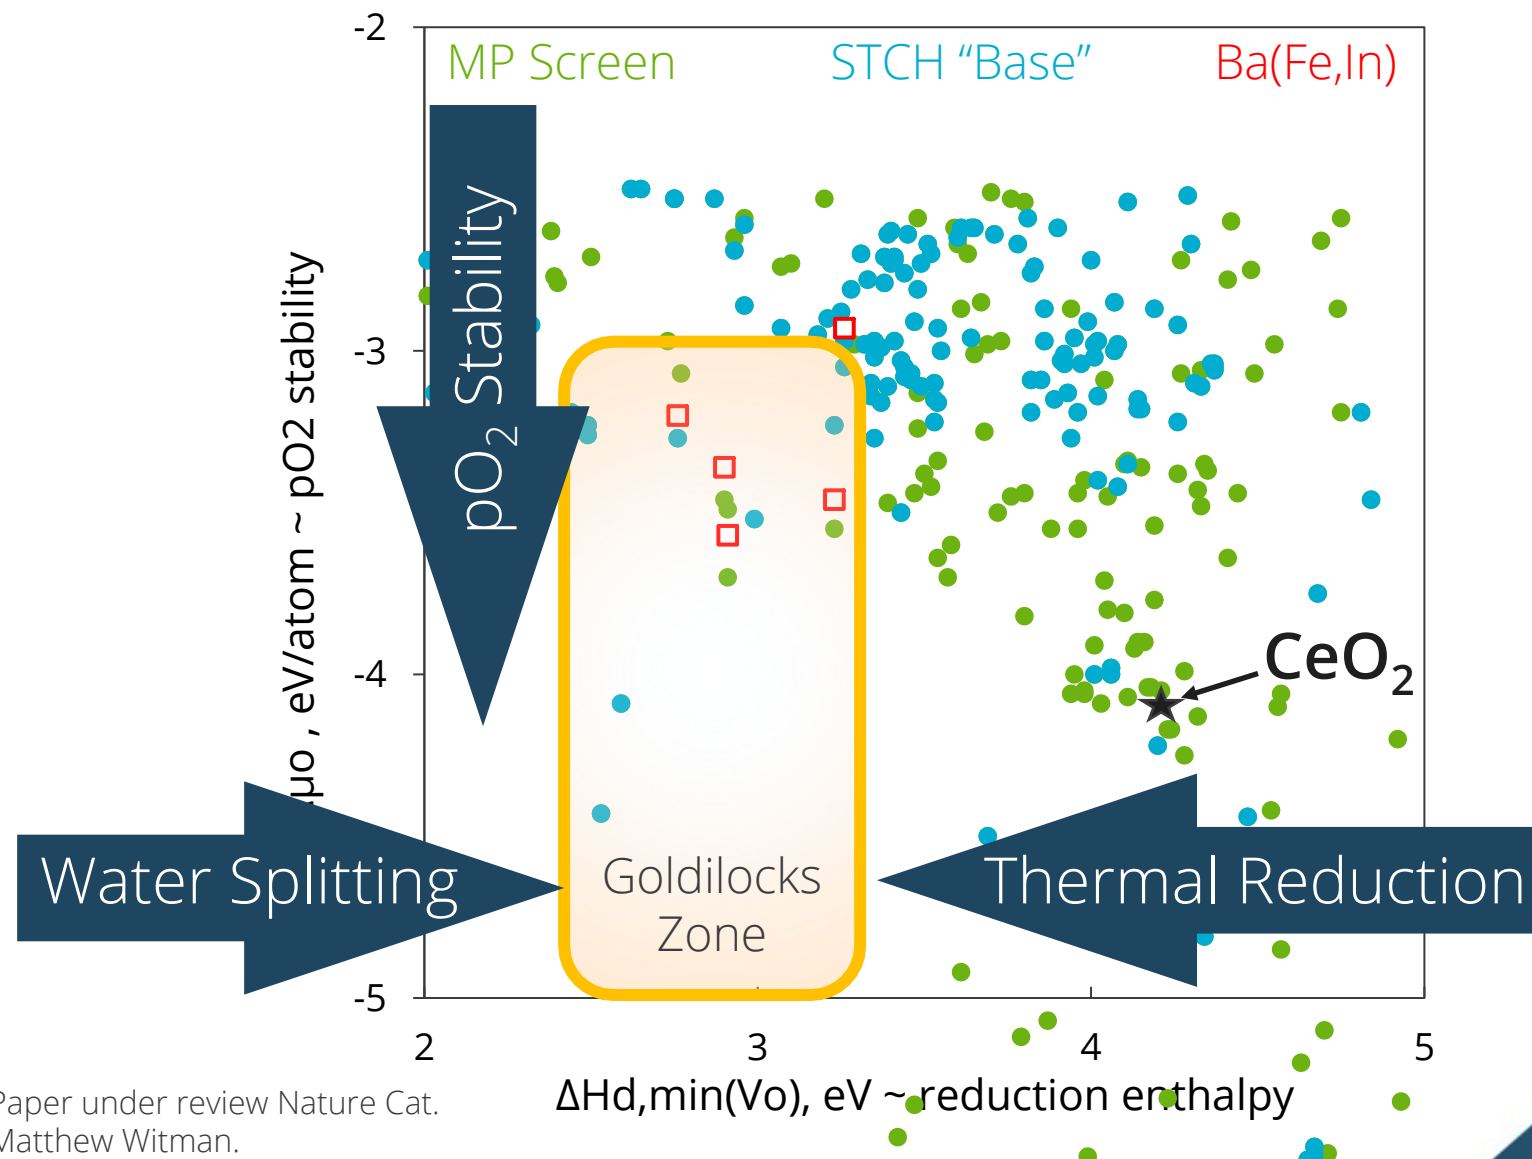 -2
MP Screen
STCH “Base”
Ba(Fe,In)
pO2 Stability
µo , eV/atom ~ pO2 stability
-3
-4
CeO2
Water Splitting
Goldilocks
Zone
Thermal Reduction
-5
2
3
4
5
ΔHd,min(Vo), eV ~ reduction enthalpy
Paper under review Nature Cat.
Matthew Witman.